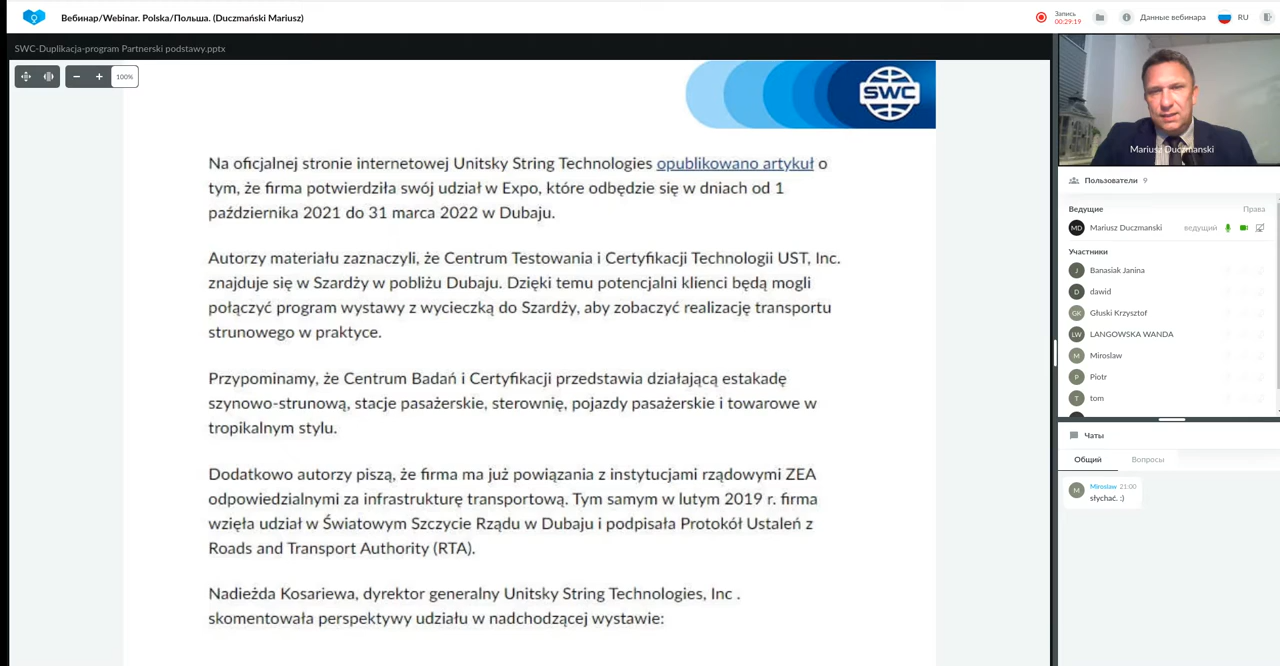 Вебинар/Webinar. Polska/Польша. (Duczmański Mariusz)
Запись
00:29:19
Данные вебинара
RU
SWC-Duplikacja-program Partnerski podstawy.pptx
100%
SWC
Na oficjalnej stronie internetowej Unitsky String Technologies opublikowano artykuł o
tym, że firma potwierdziła swój udział w Expo, które odbędzie się w dniach od 1
października 2021 do 31 marca 2022 w Dubaju.
Autorzy materiału zaznaczyli, że Centrum Testowania i Certyfikacji Technologii UST, Inc.
znajduje się w Szardży w pobliżu Dubaju. Dzięki temu potencjalni klienci będą mogli
połączyć program wystawy z wycieczką do Szardży, aby zobaczyć realizację transportu
strunowego w praktyce.
Przypominamy, że Centrum Badań i Certyfikacji przedstawia działającą estakadę
szynowo-strunową, stacje pasażerskie, sterownię, pojazdy pasażerskie i towarowe w
tropikalnym stylu.
Dodatkowo autorzy piszą, że firma ma już powiązania z instytucjami rządowymi ZEA
odpowiedzialnymi za infrastrukturę transportową. Tym samym w lutym 2019 r. firma
wzięła udział w Światowym Szczycie Rządu w Dubaju i podpisała Protokół Ustaleń z
Roads and Transport Authority (RTA).
Nadieżda Kosariewa, dyrektor generalny Unitsky String Technologies, Inc .
skomentowała perspektywy udziału w nadchodzącej wystawie:
Mariusz Duczmanski
Пользователи 9
Ведущие Права
MD Mariusz Duczmanski ведущий
Участники
J Banasiak Janina
D dawid
GK Głuski Krzysztof
LW LANGOWSKA WANDA
M Miroslaw
P Piotr
T tom
Чаты
Общий Вопросы
M Miroslaw 21:00
słychać. :)